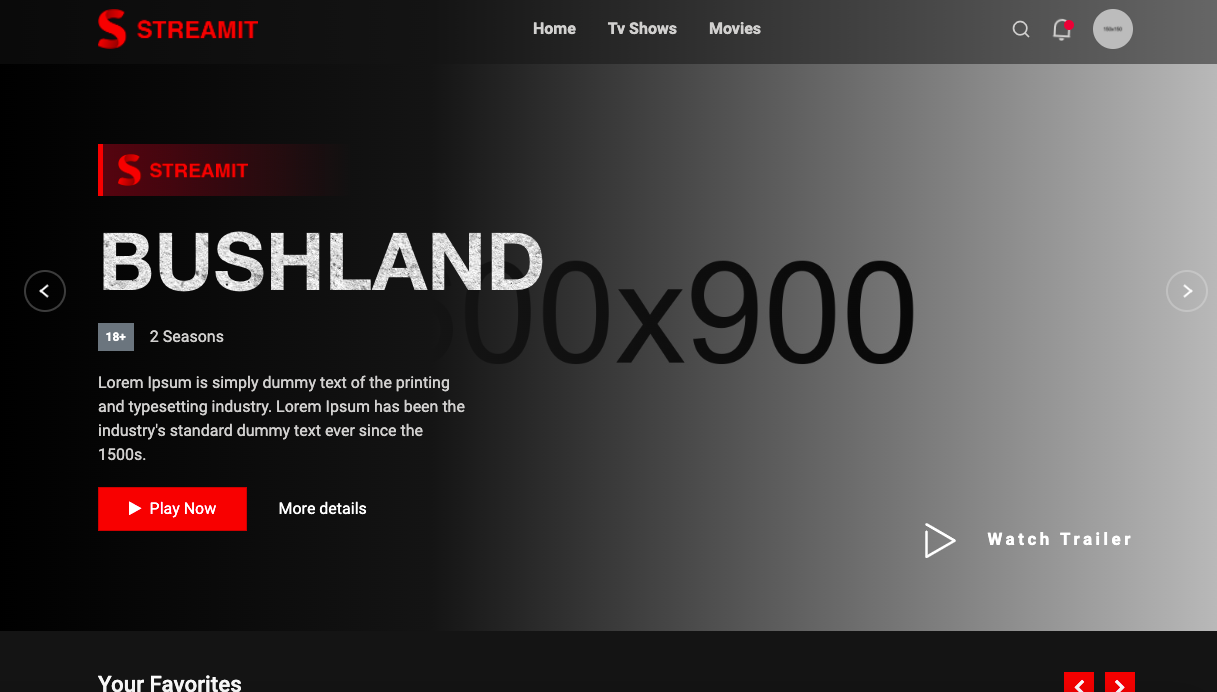 STREAMIT
Home
Tv Shows
Movies
STREAMIT
BUSHLAND
00x900
18+
2 Seasons
Lorem Ipsum is simply dummy text of the printing
and typesetting industry. Lorem Ipsum has been the
industry's standard dummy text ever since the
1500s.
Play Now
More details
Watch Trailer
Your Favorites